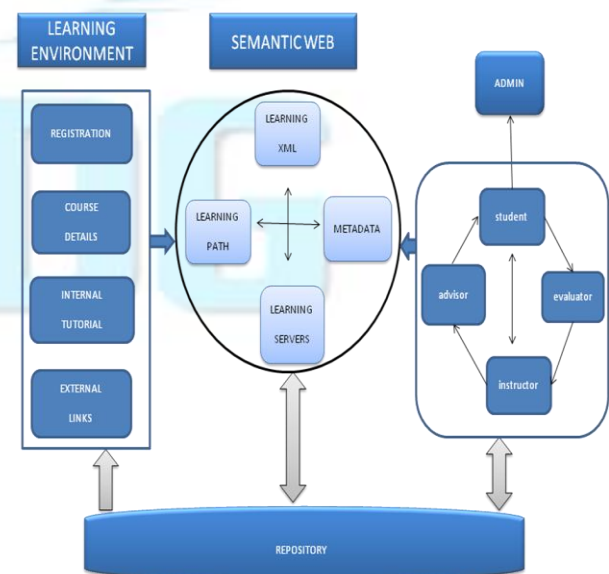 LEARNING
ENVIRONMENT
SEMANTIC WEB
ADMIN
REGISTRATION
COURSE
DETAILS
INTERNAL
TUTORIAL
EXTERNAL
LINKS
LEARNING
XML
LEARNING
PATH
METADATA
LEARNING
SERVERS
student
advisor
evaluator
instructor
REPOSITORY